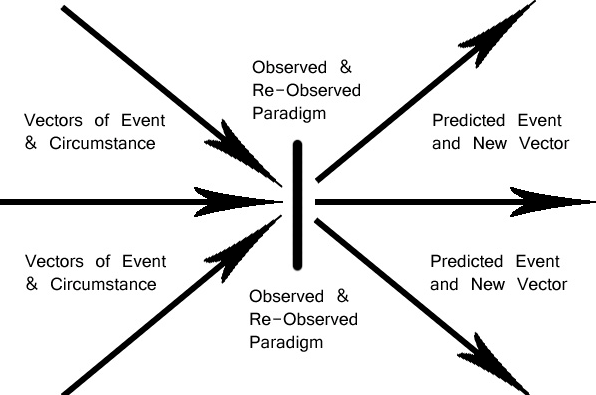 Observed &
Re-Observed
Paradigm
Vectors of Event
& Circumstance
Predicted Event
and New Vector
Vectors of Event
& Circumstance
Predicted Event
and New Vector
Observed &
Re-Observed
Paradigm